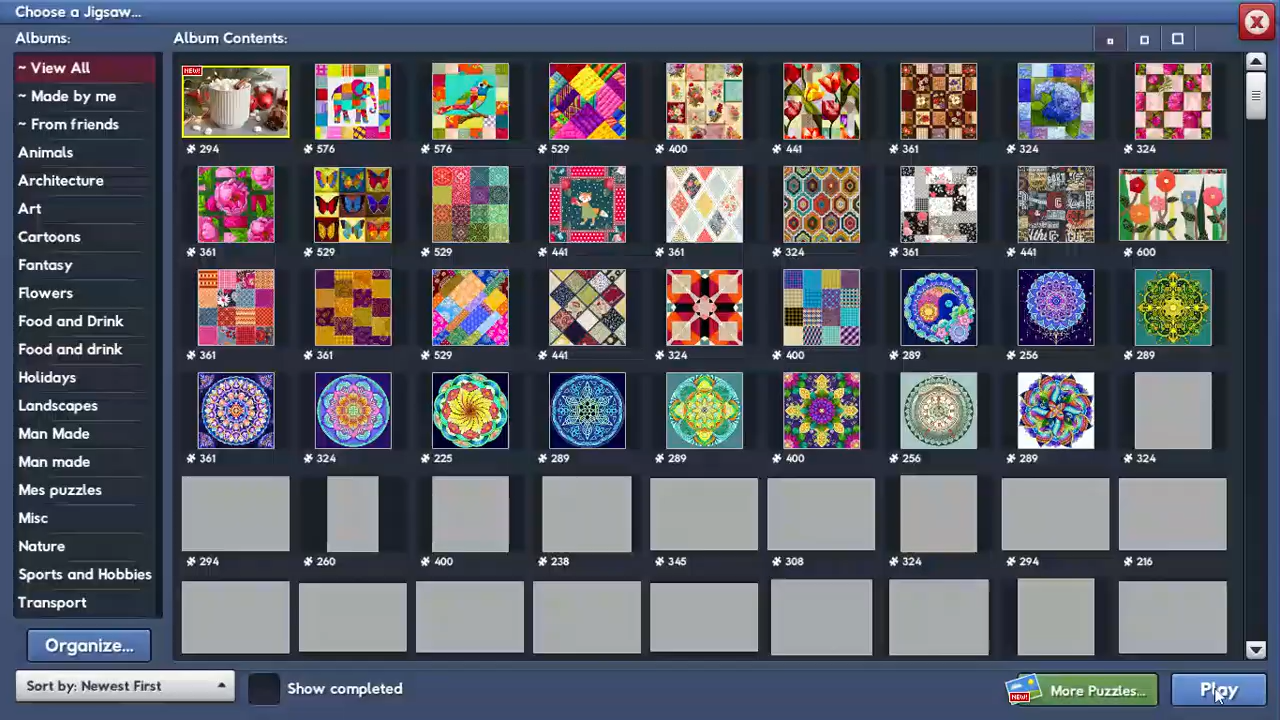 Choose a Jigsaw...
Albums:
Album Contents:
~ View All
~ Made by me
~ From friends
Animals
Architecture
Art
Cartoons
Fantasy
Flowers
Food and Drink
Food and drink
Holidays
Landscapes
Man Made
Man made
Mes puzzles
Misc
Nature
Sports and Hobbies
Transport
Organize...
NEW!
294 576 576 529 400 441 361 324 324
361 529 529 441 361 324 361 441 600
361 361 529 441 324 400 289 256 289
361 324 225 289 289 400 256 289 324
294 260 400 238 345 308 324 294 216
Sort by: Newest First
Show completed
NEW!
More Puzzles...
Play